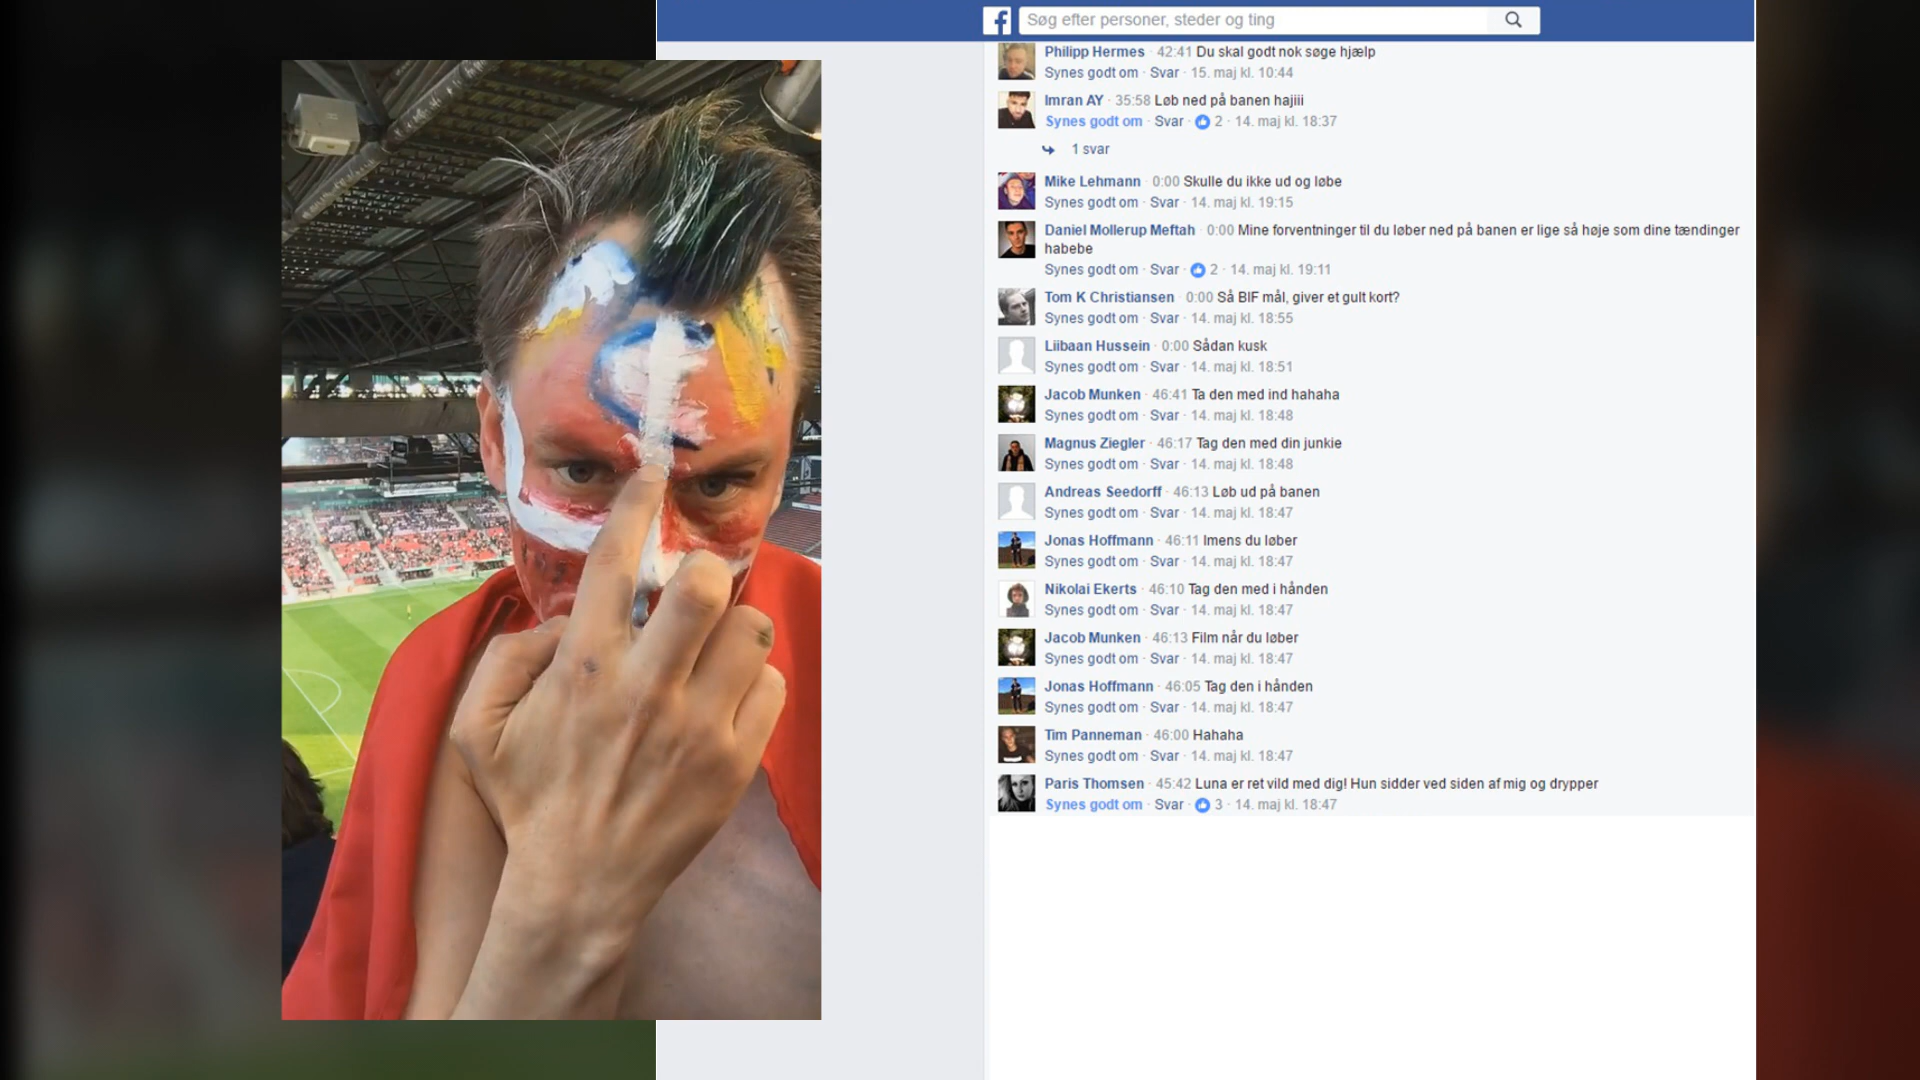 Søg efter personer, steder og ting
Philipp Hermes · 42:41 Du skal godt nok søge hjælp
Synes godt om · Svar · 15. maj kl. 10:44
Imran AY · 35:58 Løb ned på banen hajiii
Synes godt om · Svar · 2 · 14. maj kl. 18:37
1 svar
Mike Lehmann · 0:00 Skulle du ikke ud og løbe
Synes godt om · Svar · 14. maj kl. 19:15
Daniel Mollerup Meftah · 0:00 Mine forventninger til du løber ned på banen er lige så høje som dine tændinger
habebe
Synes godt om · Svar · 2 · 14. maj kl. 19:11
Tom K Christiansen · 0:00 Så BIF mål, giver et gult kort?
Synes godt om · Svar · 14. maj kl. 18:55
Liibaan Hussein · 0:00 Sådan kusk
Synes godt om · Svar · 14. maj kl. 18:51
Jacob Munken · 46:41 Ta den med ind hahaha
Synes godt om · Svar · 14. maj kl. 18:48
Magnus Ziegler · 46:17 Tag den med din junkie
Synes godt om · Svar · 14. maj kl. 18:48
Andreas Seedorff · 46:13 Løb ud på banen
Synes godt om · Svar · 14. maj kl. 18:47
Jonas Hoffmann · 46:11 Imens du løber
Synes godt om · Svar · 14. maj kl. 18:47
Nikolai Ekerts · 46:10 Tag den med i hånden
Synes godt om · Svar · 14. maj kl. 18:47
Jacob Munken · 46:13 Film når du løber
Synes godt om · Svar · 14. maj kl. 18:47
Jonas Hoffmann · 46:05 Tag den i hånden
Synes godt om · Svar · 14. maj kl. 18:47
Tim Panneman · 46:00 Hahaha
Synes godt om · Svar · 14. maj kl. 18:47
Paris Thomsen · 45:42 Luna er ret vild med dig! Hun sidder ved siden af mig og drypper
Synes godt om · Svar · 3 · 14. maj kl. 18:47